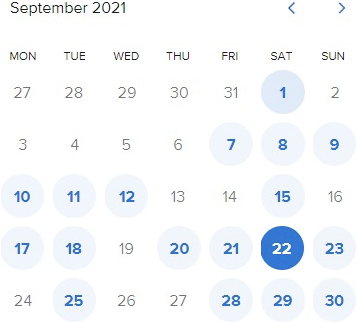 September 2021
MON TUE WED THU FRI SAT SUN
27 28 29 30 31 1 2
3 4 5 6 7 8 9
10 11 12 13 14 15 16
17 18 19 20 21 22 23
24 25 26 27 28 29 30